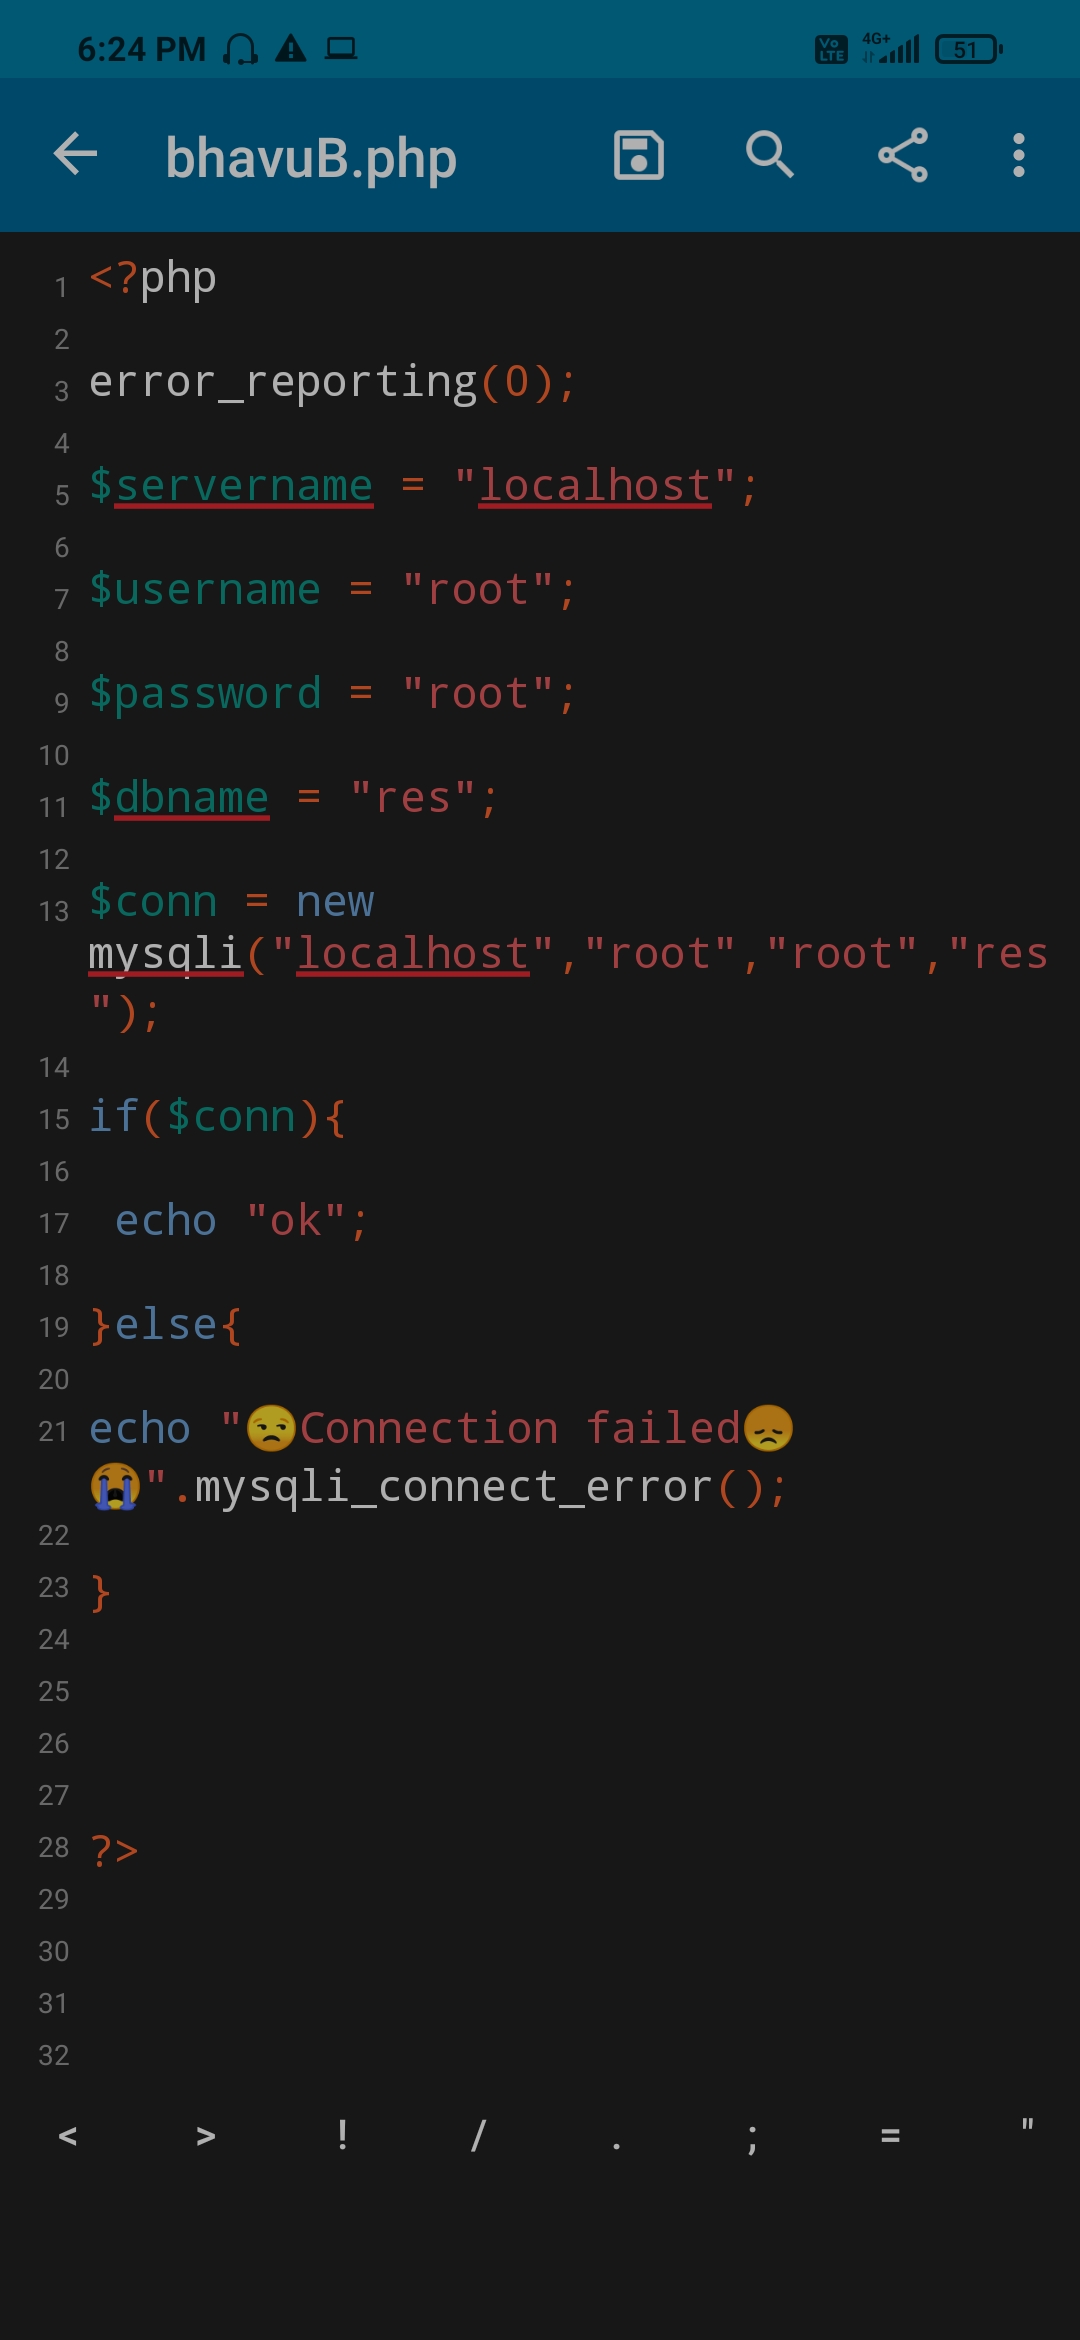 6:24 PM Vo LTE 4G+ 51
bhavuB.php
1 <?php
2
3 error_reporting(0);
4
5 $servername = "localhost";
6
7 $username = "root";
8
9 $password = "root";
10
11 $dbname = "res";
12
13 $conn = new
mysqli("localhost","root","root","res
");
14
15 if($conn){
16
17 echo "ok";
18
19 }else{
20
21 echo "😒Connection failed😞
😭".mysqli_connect_error();
22
23 }
24
25
26
27
28 ?>
29
30
31
32
< > ! / . ; = "